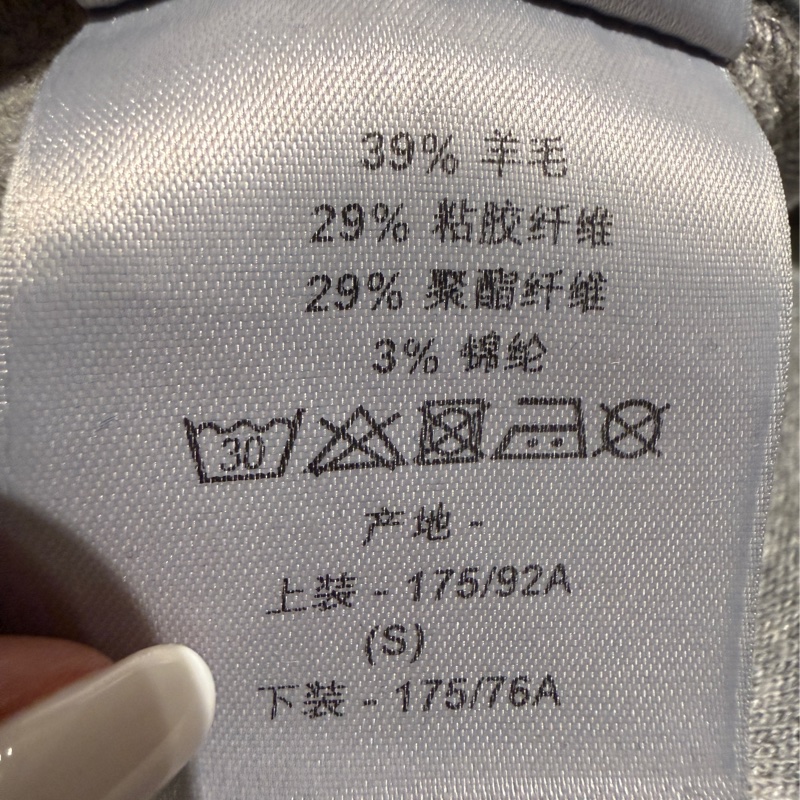 39% 羊毛
29% 粘胶纤维
29% 聚酯纤维
3% 锦纶
30
产地 -
上装 - 175/92A
(S)
下装 - 175/76A